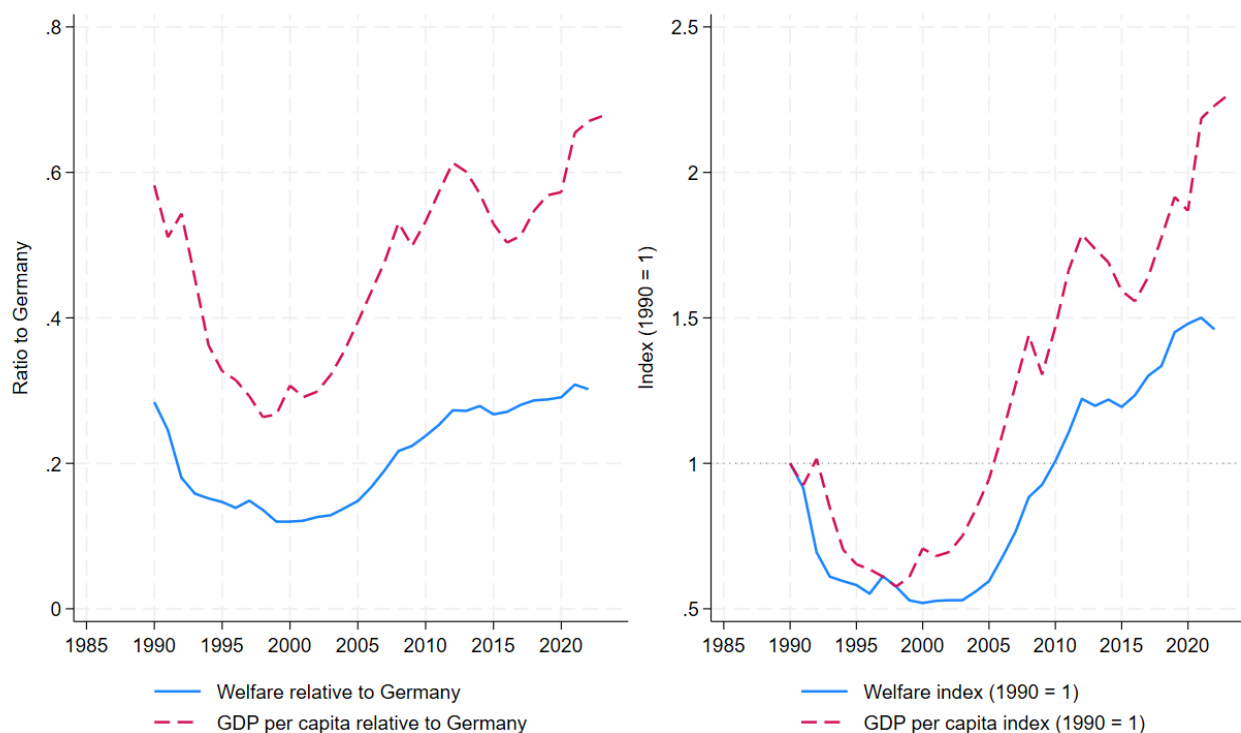 .8
.6
.4
.2
0
Ratio to Germany
1985 1990 1995 2000 2005 2010 2015 2020
Welfare relative to Germany
GDP per capita relative to Germany
2.5
2
1.5
1
.5
Index (1990 = 1)
1985 1990 1995 2000 2005 2010 2015 2020
Welfare index (1990 = 1)
GDP per capita index (1990 = 1)